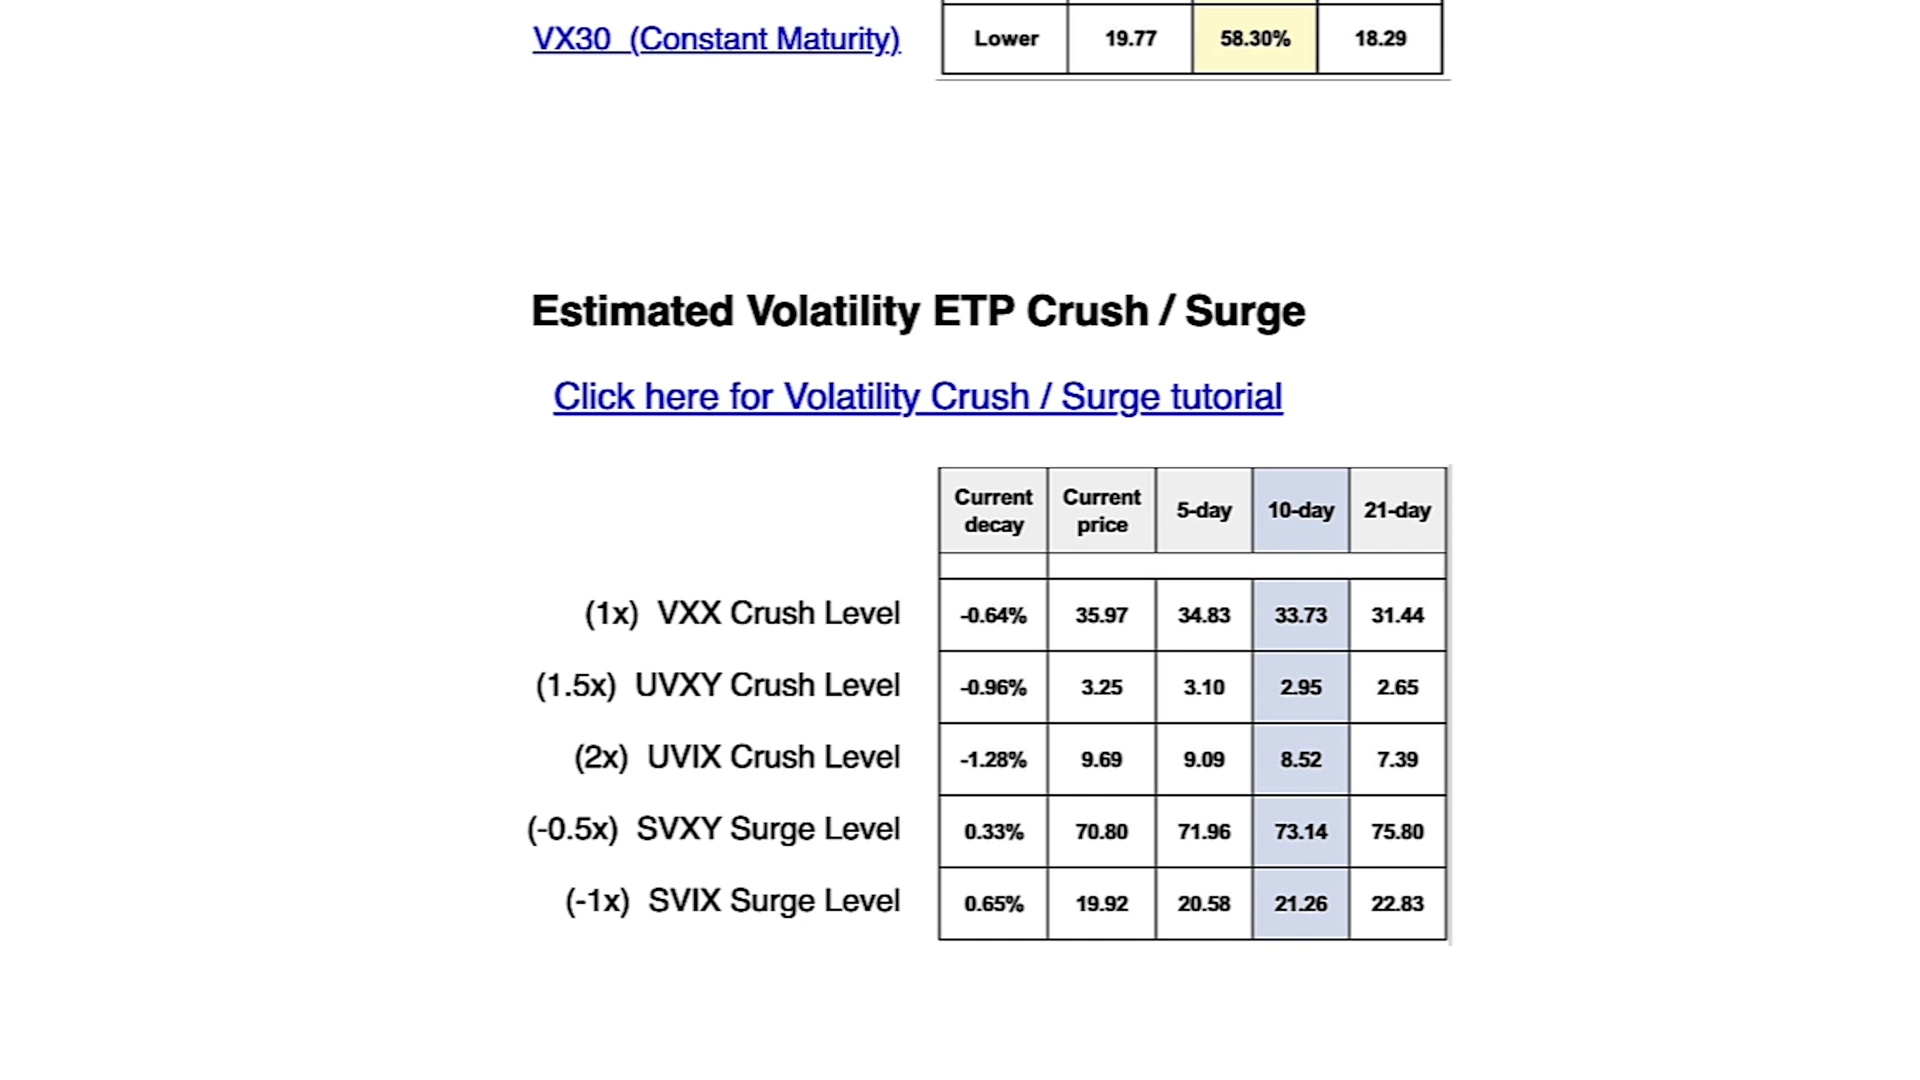 VX30 (Constant Maturity) Lower 19.77 58.30% 18.29
Estimated Volatility ETP Crush / Surge
Click here for Volatility Crush / Surge tutorial
Current decay Current price 5-day 10-day 21-day
(1x) VXX Crush Level -0.64% 35.97 34.83 33.73 31.44
(1.5x) UVXY Crush Level -0.96% 3.25 3.10 2.95 2.65
(2x) UVIX Crush Level -1.28% 9.69 9.09 8.52 7.39
(-0.5x) SVXY Surge Level 0.33% 70.80 71.96 73.14 75.80
(-1x) SVIX Surge Level 0.65% 19.92 20.58 21.26 22.83